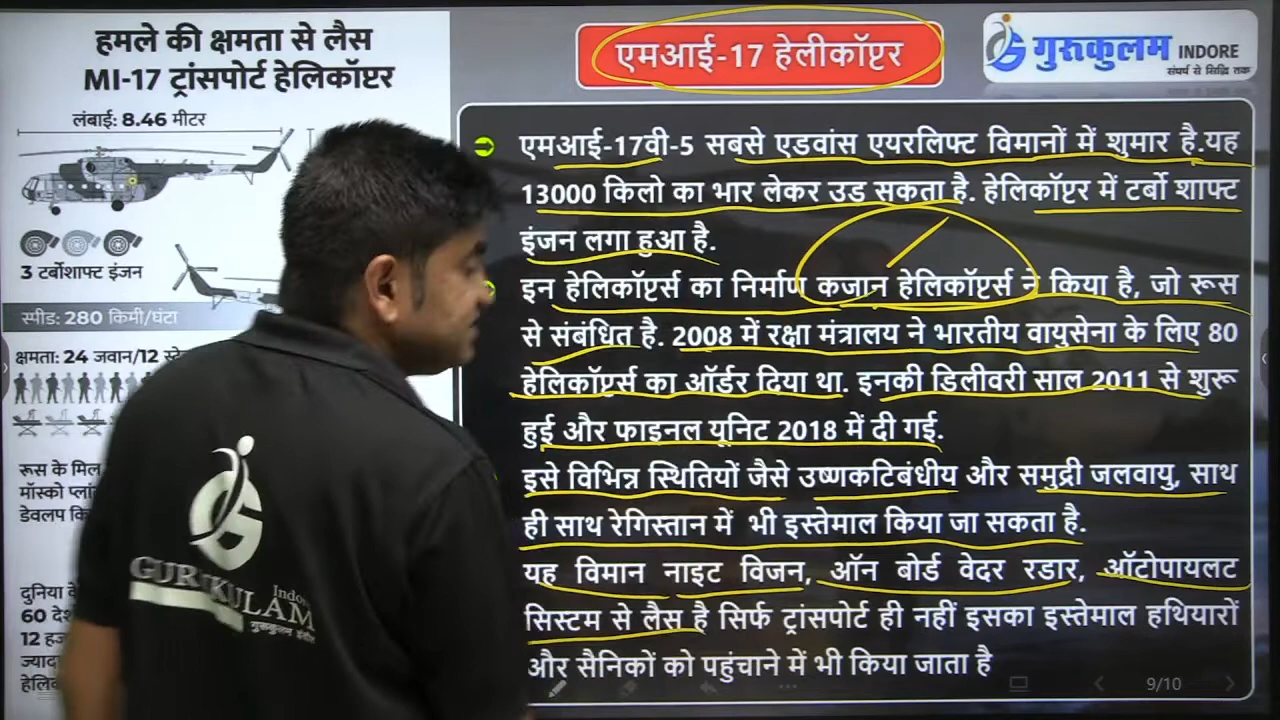 हमले की क्षमता से लैस
MI-17 ट्रांसपोर्ट हेलिकॉप्टर
लंबाई: 8.46 मीटर
3 टर्बोशाफ्ट इंजन
स्पीड: 280 किमी/घंटा
क्षमता: 24 जवान/12
रूस के
मॉस्को
डेवलप
दुनिया
60
12
एमआई-17 हेलीकॉप्टर
गुरुकुलम INDORE
संघर्ष से सिद्धि तक
एमआई-17वी-5 सबसे एडवांस एयरलिफ्ट विमानों में शुमार है.यह
13000 किलो का भार लेकर उड़ सकता है. हेलिकॉप्टर में टर्बो शाफ्ट
इंजन लगा हुआ है.
इन हेलिकॉप्टर्स का निर्माण कजान हेलिकॉप्टर्स ने किया है, जो रूस
से संबंधित है. 2008 में रक्षा मंत्रालय ने भारतीय वायुसेना के लिए 80
हेलिकॉप्टर्स का ऑर्डर दिया था. इनकी डिलीवरी साल 2011 से शुरू
हुई और फाइनल यूनिट 2018 में दी गई.
इसे विभिन्न स्थितियों जैसे उष्णकटिबंधीय और समुद्री जलवायु, साथ
ही साथ रेगिस्तान में भी इस्तेमाल किया जा सकता है.
यह विमान नाइट विजन, ऑन बोर्ड वेदर रडार, ऑटोपायलट
सिस्टम से लैस है सिर्फ ट्रांसपोर्ट ही नहीं इसका इस्तेमाल हथियारों
और सैनिकों को पहुंचाने में भी किया जाता है
9/10
GURUKULAM
Indore
गुरुकुलम इंदौर